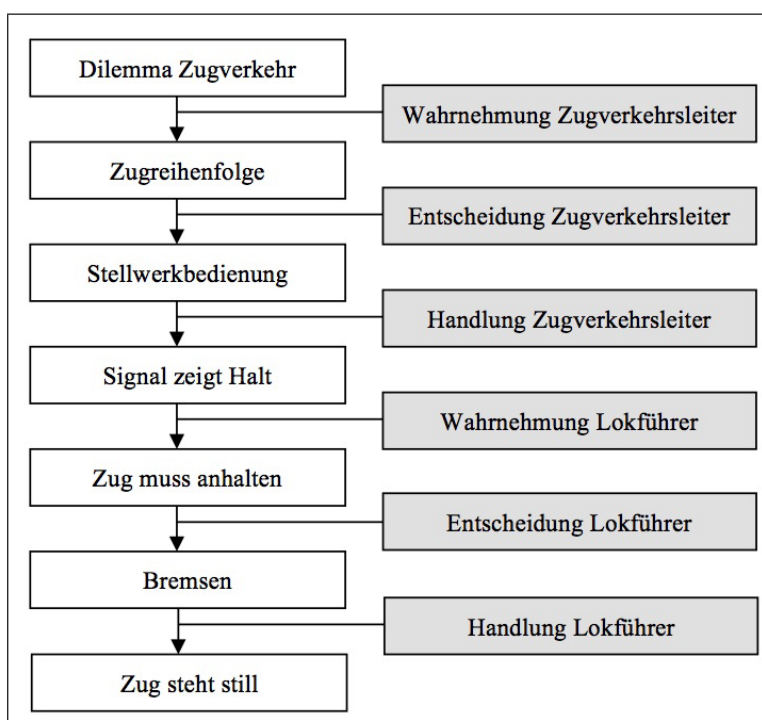 Dilemma Zugverkehr
Wahrnehmung Zugverkehrsleiter
Zugreihenfolge
Entscheidung Zugverkehrsleiter
Stellwerkbedienung
Handlung Zugverkehrsleiter
Signal zeigt Halt
Wahrnehmung Lokführer
Zug muss anhalten
Entscheidung Lokführer
Bremsen
Handlung Lokführer
Zug steht still